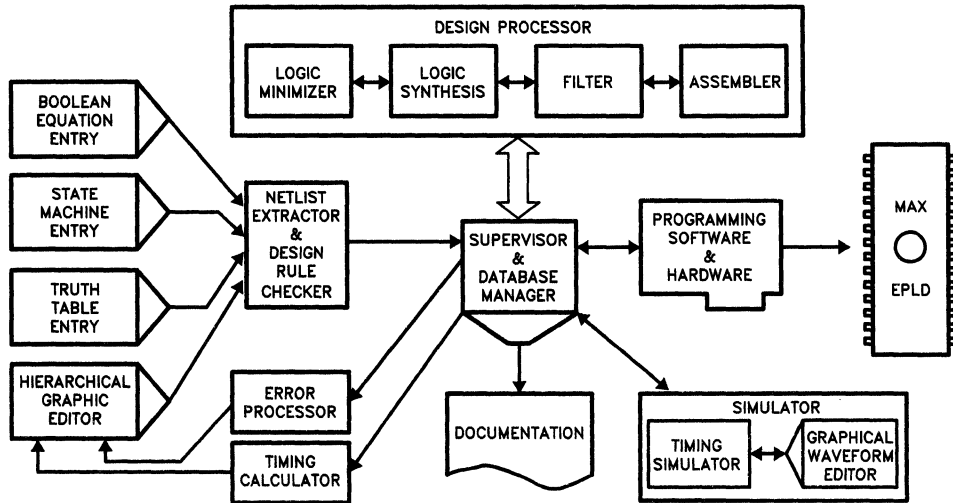 DESIGN PROCESSOR
LOGIC
MINIMIZER
LOGIC
SYNTHESIS
FILTER
ASSEMBLER
BOOLEAN
EQUATION
ENTRY
STATE
MACHINE
ENTRY
TRUTH
TABLE
ENTRY
HIERARCHICAL
GRAPHIC
EDITOR
NETLIST
EXTRACTOR
&
DESIGN
RULE
CHECKER
SUPERVISOR
&
DATABASE
MANAGER
PROGRAMMING
SOFTWARE
&
HARDWARE
MAX
EPLD
ERROR
PROCESSOR
TIMING
CALCULATOR
DOCUMENTATION
SIMULATOR
TIMING
SIMULATOR
GRAPHICAL
WAVEFORM
EDITOR